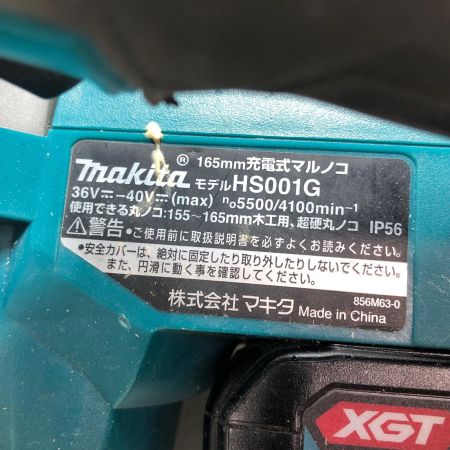 makita® 165mm充電式マルノコ
モデルHS001G
36V⎓-40V⎓(max) n₀5500/4100min⁻¹
使用できる丸ノコ:155~165mm木工用、超硬丸ノコ IP56
⚠警告・ご使用前に取扱説明書を必ずお読みください。
・安全カバーは、絶対に固定したり取り外したりしないでください。
また、円滑に動く事を確認してください。
株式会社マキタ 856M63-0
Made in China
XGT